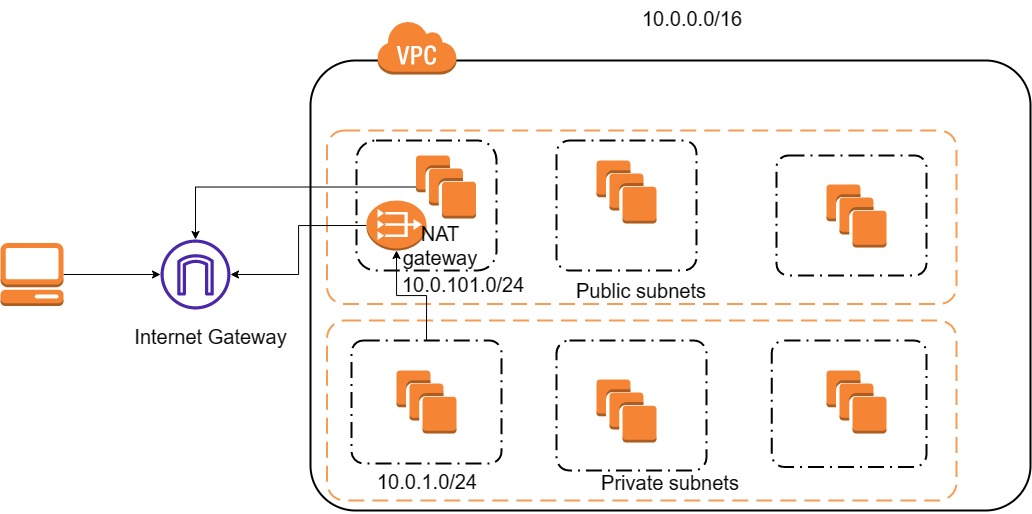 10.0.0.0/16
VPC
NAT
gateway
10.0.101.0/24
Public subnets
Internet Gateway
10.0.1.0/24
Private subnets